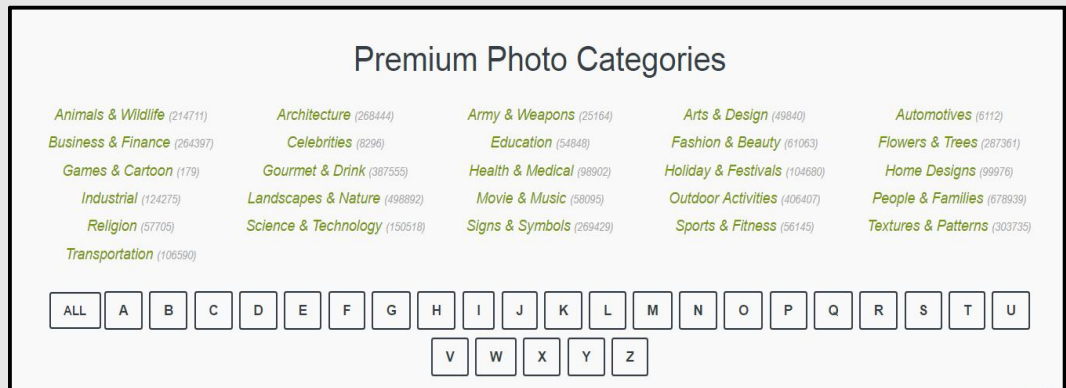 Premium Photo Categories
Animals & Wildlife (214711) Architecture (268444) Army & Weapons (25164) Arts & Design (49840) Automotives (6112)
Business & Finance (264397) Celebrities (8296) Education (54848) Fashion & Beauty (61063) Flowers & Trees (287361)
Games & Cartoon (179) Gourmet & Drink (387555) Health & Medical (98902) Holiday & Festivals (104680) Home Designs (99976)
Industrial (124275) Landscapes & Nature (498892) Movie & Music (58095) Outdoor Activities (406407) People & Families (678939)
Religion (57705) Science & Technology (150518) Signs & Symbols (269429) Sports & Fitness (56145) Textures & Patterns (303735)
Transportation (106590)
ALL A B C D E F G H I J K L M N O P Q R S T U
V W X Y Z